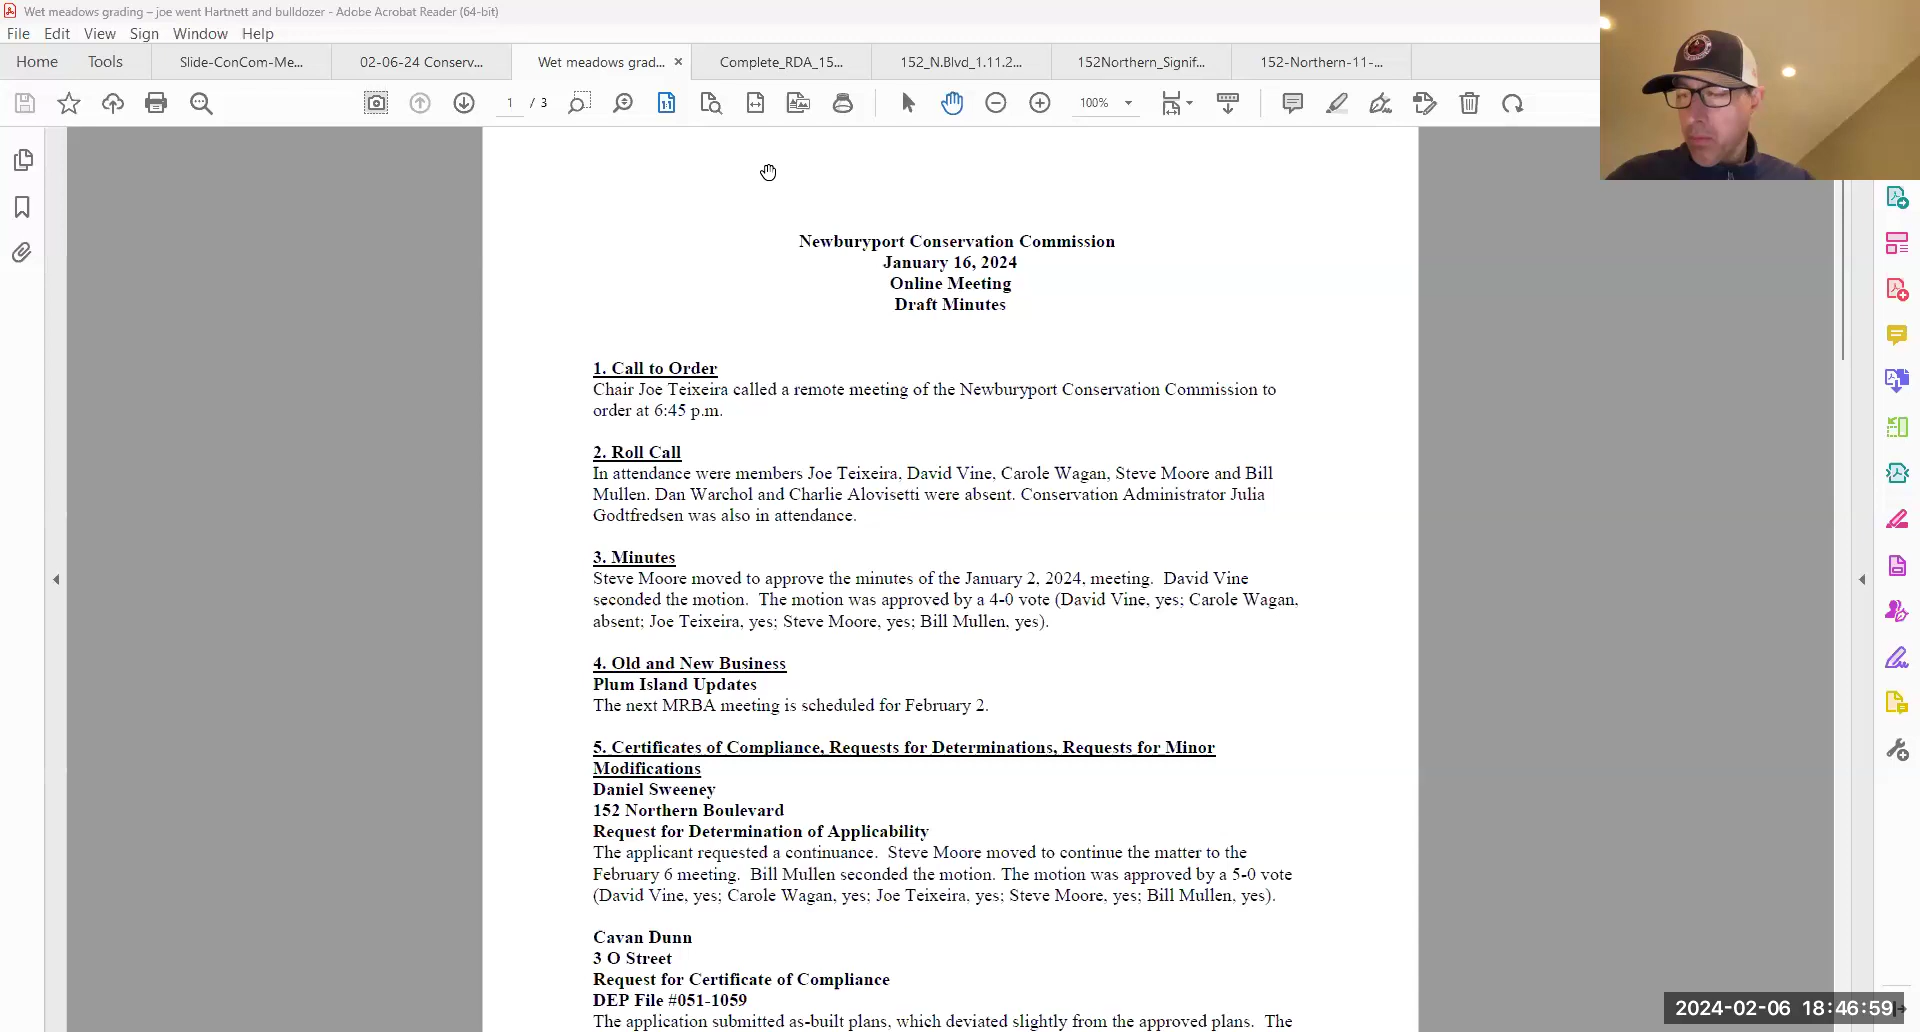 Wet meadows grading – joe went Hartnett and bulldozer - Adobe Acrobat Reader (64-bit)
File Edit View Sign Window Help
Home Tools Slide-ConCom-Me... 02-06-24 Conserv... Wet meadows grad... × Complete_RDA_15... 152_N.Blvd_1.11.2... 152Northern_Signif... 152-Northern-11-...
1 / 3 100%
Newburyport Conservation Commission
January 16, 2024
Online Meeting
Draft Minutes
1. Call to Order
Chair Joe Teixeira called a remote meeting of the Newburyport Conservation Commission to
order at 6:45 p.m.
2. Roll Call
In attendance were members Joe Teixeira, David Vine, Carole Wagan, Steve Moore and Bill
Mullen. Dan Warchol and Charlie Alovisetti were absent. Conservation Administrator Julia
Godtfredsen was also in attendance.
3. Minutes
Steve Moore moved to approve the minutes of the January 2, 2024, meeting.  David Vine
seconded the motion.  The motion was approved by a 4-0 vote (David Vine, yes; Carole Wagan,
absent; Joe Teixeira, yes; Steve Moore, yes; Bill Mullen, yes).
4. Old and New Business
Plum Island Updates
The next MRBA meeting is scheduled for February 2.
5. Certificates of Compliance, Requests for Determinations, Requests for Minor
Modifications
Daniel Sweeney
152 Northern Boulevard
Request for Determination of Applicability
The applicant requested a continuance.  Steve Moore moved to continue the matter to the
February 6 meeting.  Bill Mullen seconded the motion. The motion was approved by a 5-0 vote
(David Vine, yes; Carole Wagan, yes; Joe Teixeira, yes; Steve Moore, yes; Bill Mullen, yes).
Cavan Dunn
3 O Street
Request for Certificate of Compliance
DEP File #051-1059
The application submitted as-built plans, which deviated slightly from the approved plans.  The
2024-02-06 18:46:59